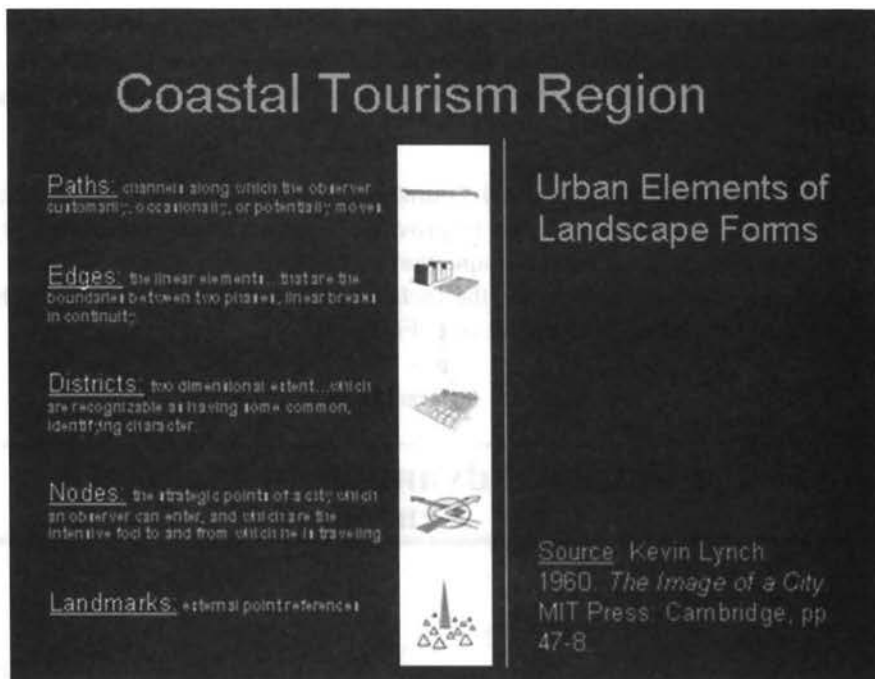 Coastal Tourism Region
Paths: channels along which the observer
customarily, occasionally, or potentially moves
Edges: the linear elements...that are the
boundaries between two phases, linear breaks
in continuity.
Districts: two dimensional extent...which
are recognizable as having some common,
identifying character.
Nodes: the strategic points of a city which
an observer can enter, and which are the
intensive foci to and from which he is traveling
Landmarks: external point references
Urban Elements of
Landscape Forms
Source: Kevin Lynch
1960. The Image of a City.
MIT Press: Cambridge, pp
47-8.